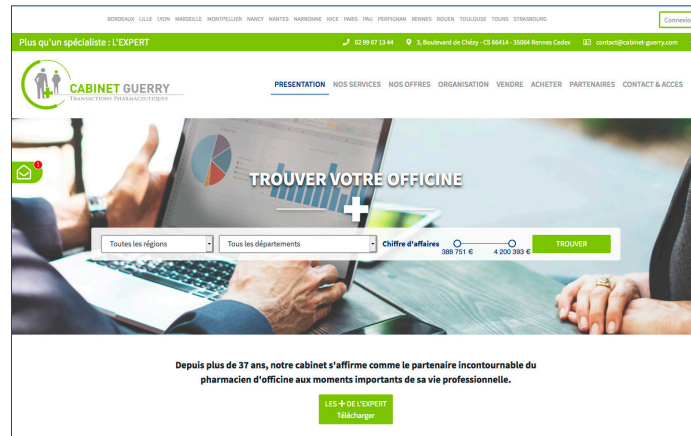 BORDEAUX LILLE LYON MARSEILLE MONTPELLIER NANCY NANTES NARBONNE NICE PARIS PAU PERPIGNAN RENNES ROUEN TOULOUSE TOURS STRASBOURG
Connexio
Plus qu'un spécialiste : L'EXPERT
02 99 67 13 44
3, Boulevard de Chézy - CS 66414 - 35064 Rennes Cedex
contact@cabinet-guerry.com
CABINET GUERRY
TRANSACTIONS PHARMACEUTIQUES
PRESENTATION NOS SERVICES NOS OFFRES ORGANISATION VENDRE ACHETER PARTENAIRES CONTACT & ACCES
1
TROUVER VOTRE OFFICINE
Toutes les régions
Tous les départements
Chiffre d'affaires
388 751 €
4 200 393 €
TROUVER
Depuis plus de 37 ans, notre cabinet s'affirme comme le partenaire incontournable du
pharmacien d'officine aux moments importants de sa vie professionnelle.
LES + DE L'EXPERT
Télécharger